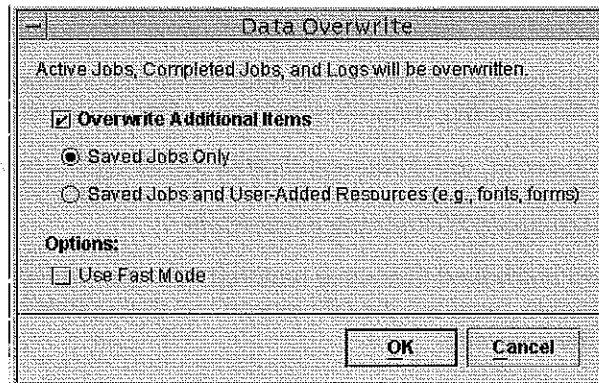 Data Overwrite
Active Jobs, Completed Jobs, and Logs will be overwritten.
Overwrite Additional Items
Saved Jobs Only
Saved Jobs and User-Added Resources (e.g., fonts, forms)
Options:
Use Fast Mode
OK Cancel